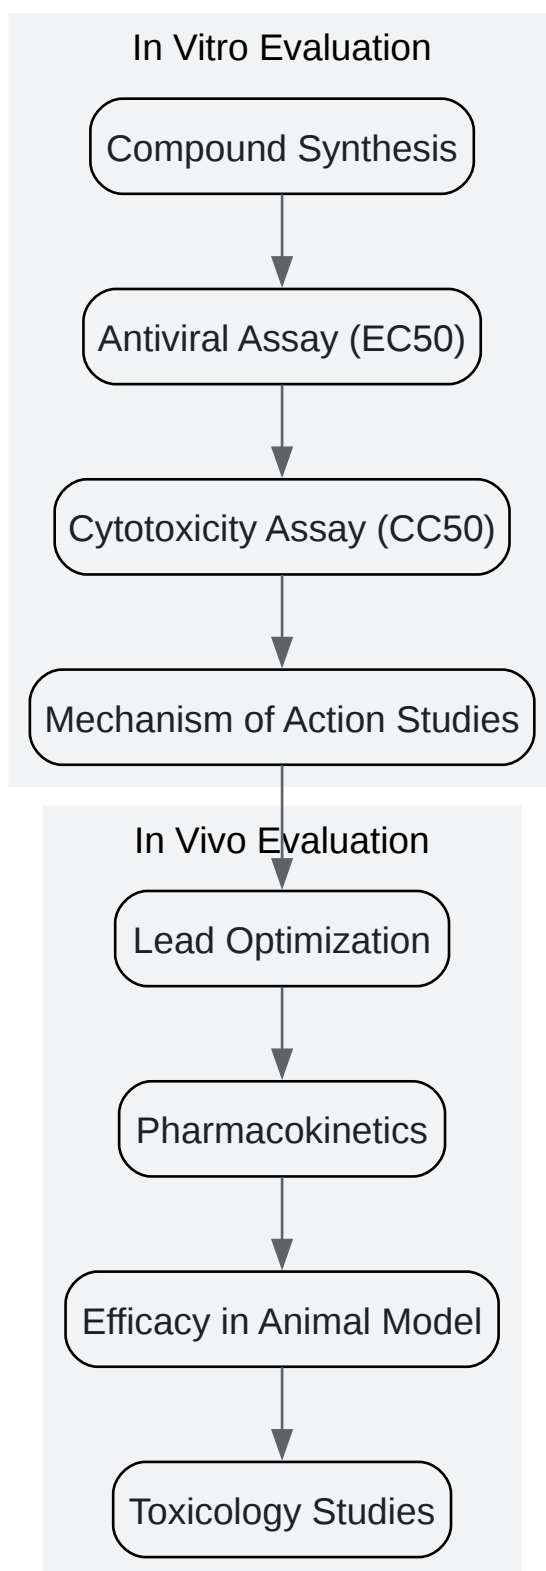 In Vitro Evaluation
Compound Synthesis
Antiviral Assay (EC50)
Cytotoxicity Assay (CC50)
Mechanism of Action Studies
In Vivo Evaluation
Lead Optimization
Pharmacokinetics
Efficacy in Animal Model
Toxicology Studies